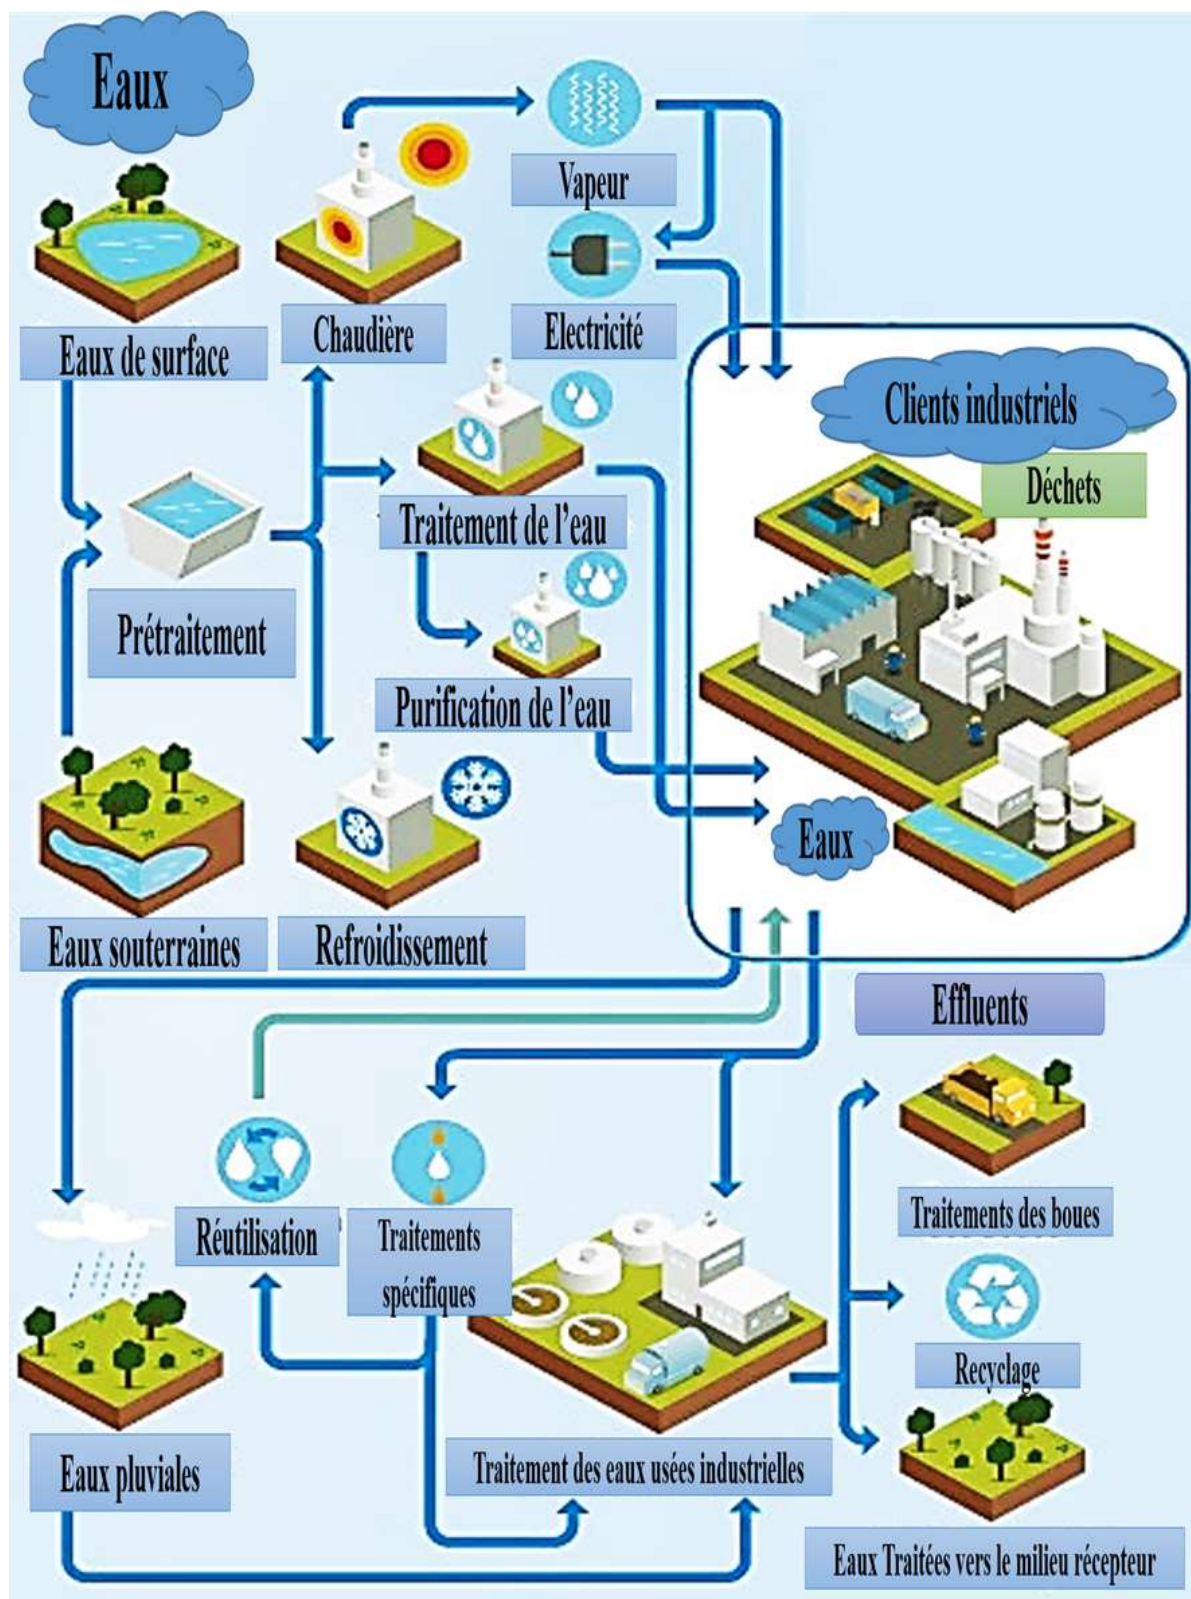 Eaux
Vapeur
Eaux de surface
Chaudière
Electricité
Clients industriels
Déchets
Traitement de l'eau
Prétraitement
Purification de l'eau
Eaux
Eaux souterraines
Refroidissement
Effluents
Réutilisation
Traitements
spécifiques
Traitements des boues
Recyclage
Eaux pluviales
Traitement des eaux usées industrielles
Eaux Traitées vers le milieu récepteur